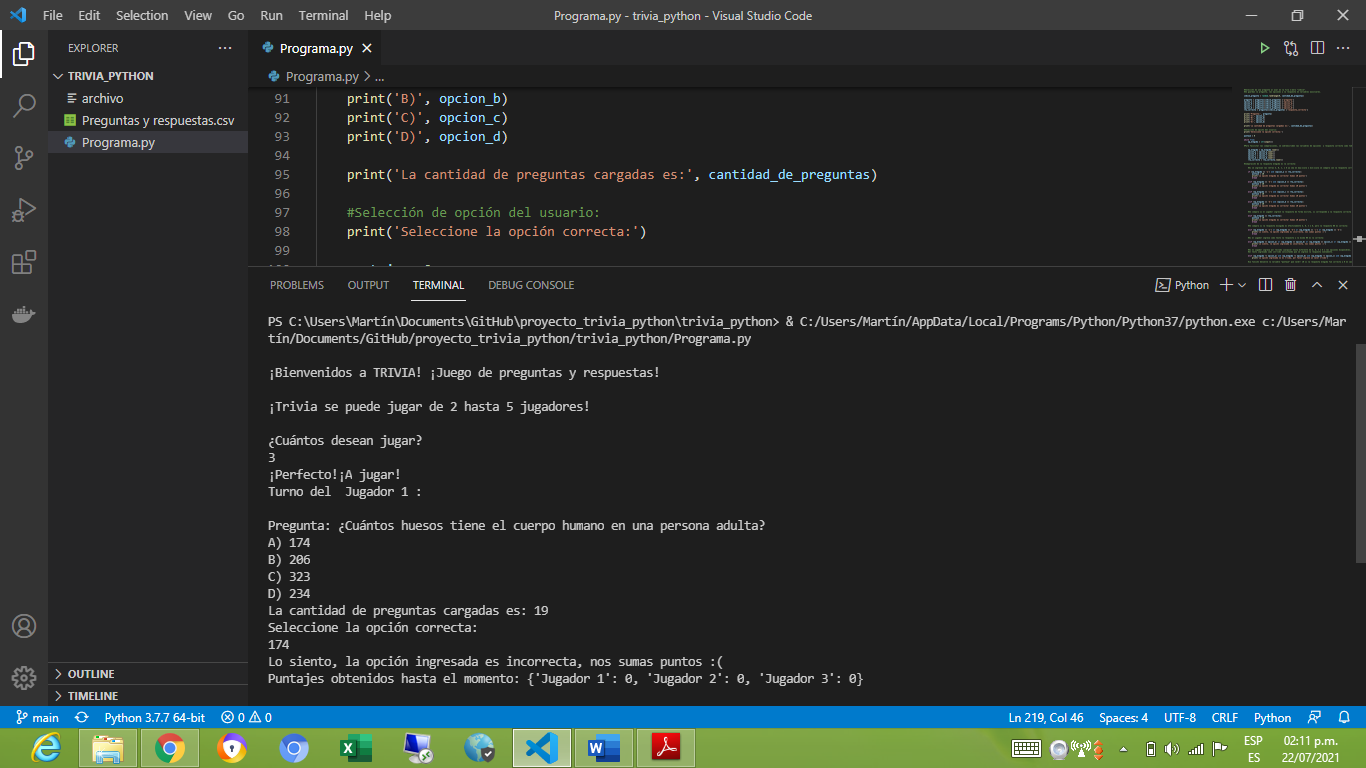 File Edit Selection View Go Run Terminal Help
Programa.py - trivia_python - Visual Studio Code
EXPLORER
TRIVIA_PYTHON
archivo
Preguntas y respuestas.csv
Programa.py
OUTLINE
TIMELINE
Programa.py
Programa.py > ...
91 print('B)', opcion_b)
92 print('C)', opcion_c)
93 print('D)', opcion_d)
94
95 print('La cantidad de preguntas cargadas es:', cantidad_de_preguntas)
96
97 #Selección de opción del usuario:
98 print('Seleccione la opción correcta:')
99
PROBLEMS OUTPUT TERMINAL DEBUG CONSOLE
Python
PS C:\Users\Martín\Documents\GitHub\proyecto_trivia_python\trivia_python> & C:/Users/Martín/AppData/Local/Programs/Python/Python37/python.exe c:/Users/Mar
tín/Documents/GitHub/proyecto_trivia_python/trivia_python/Programa.py
¡Bienvenidos a TRIVIA! ¡Juego de preguntas y respuestas!
¡Trivia se puede jugar de 2 hasta 5 jugadores!
¿Cuántos desean jugar?
3
¡Perfecto!¡A jugar!
Turno del  Jugador 1 :
Pregunta: ¿Cuántos huesos tiene el cuerpo humano en una persona adulta?
A) 174
B) 206
C) 323
D) 234
La cantidad de preguntas cargadas es: 19
Seleccione la opción correcta:
174
Lo siento, la opción ingresada es incorrecta, nos sumas puntos :(
Puntajes obtenidos hasta el momento: {'Jugador 1': 0, 'Jugador 2': 0, 'Jugador 3': 0}
main Python 3.7.7 64-bit 0 0
Ln 219, Col 46 Spaces: 4 UTF-8 CRLF Python
ESP 02:11 p.m.
ES 22/07/2021